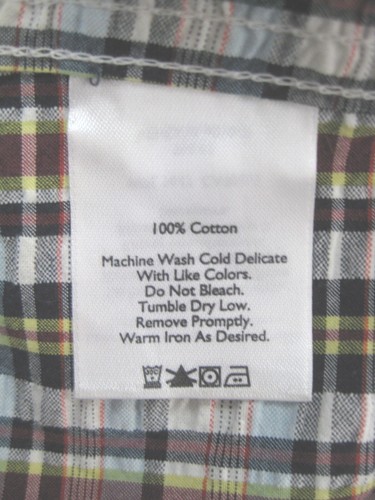 100% Cotton
Machine Wash Cold Delicate
With Like Colors.
Do Not Bleach.
Tumble Dry Low.
Remove Promptly.
Warm Iron As Desired.